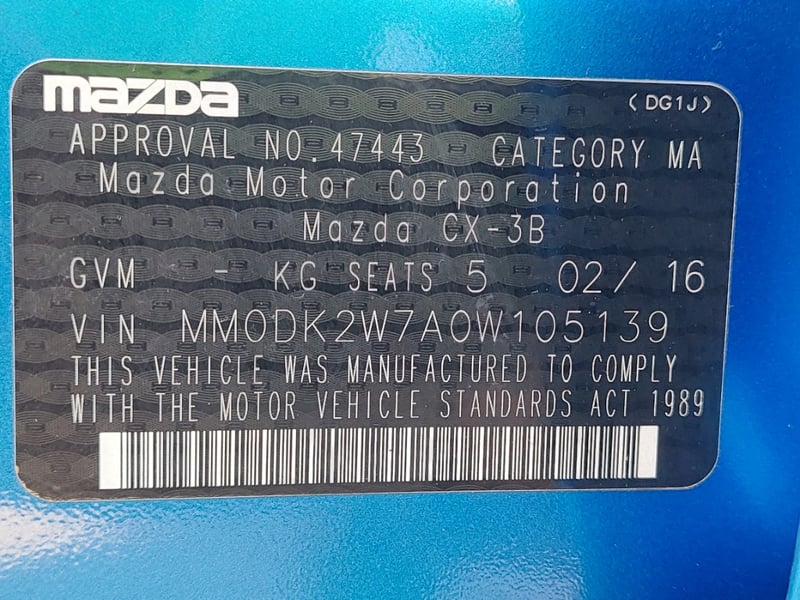 mazda (DG1J)
APPROVAL NO.47443 CATEGORY MA
Mazda Motor Corporation
Mazda CX-3B
GVM - KG SEATS 5 02/16
VIN MM0DK2W7A0W105139
THIS VEHICLE WAS MANUFACTURED TO COMPLY
WITH THE MOTOR VEHICLE STANDARDS ACT 1989